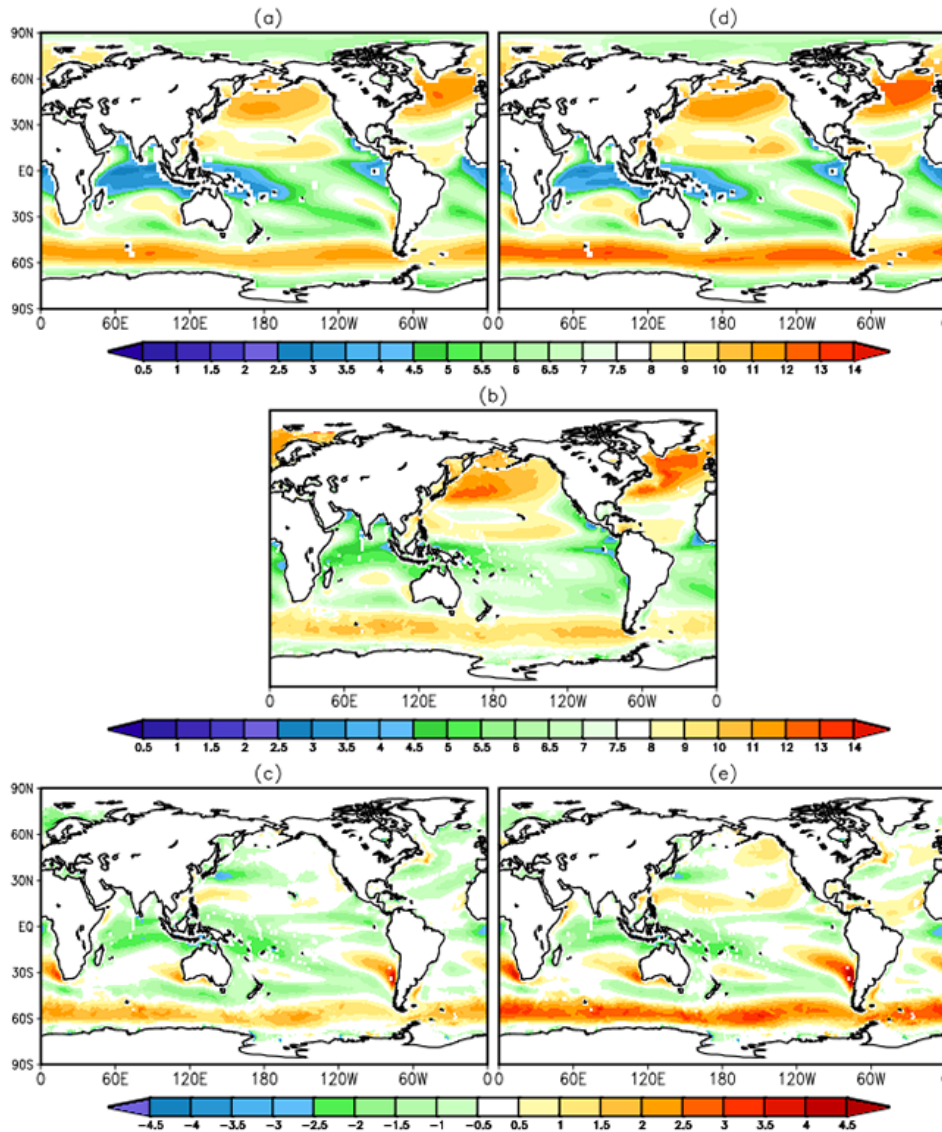 (a) (d)
90N
60N
30N
EQ
30S
60S
90S
0 60E 120E 180 120W 60W 0 60E 120E 180 120W 60W 0
0.5 1 1.5 2 2.5 3 3.5 4 4.5 5 5.5 6 6.5 7 7.5 8 9 10 11 12 13 14
(b)
0 60E 120E 180 120W 60W 0
0.5 1 1.5 2 2.5 3 3.5 4 4.5 5 5.5 6 6.5 7 7.5 8 9 10 11 12 13 14
(c) (e)
90N
60N
30N
EQ
30S
60S
90S
0 60E 120E 180 120W 60W 0 60E 120E 180 120W 60W 0
-4.5 -4 -3.5 -3 -2.5 -2 -1.5 -1 -0.5 0.5 1 1.5 2 2.5 3 3.5 4 4.5